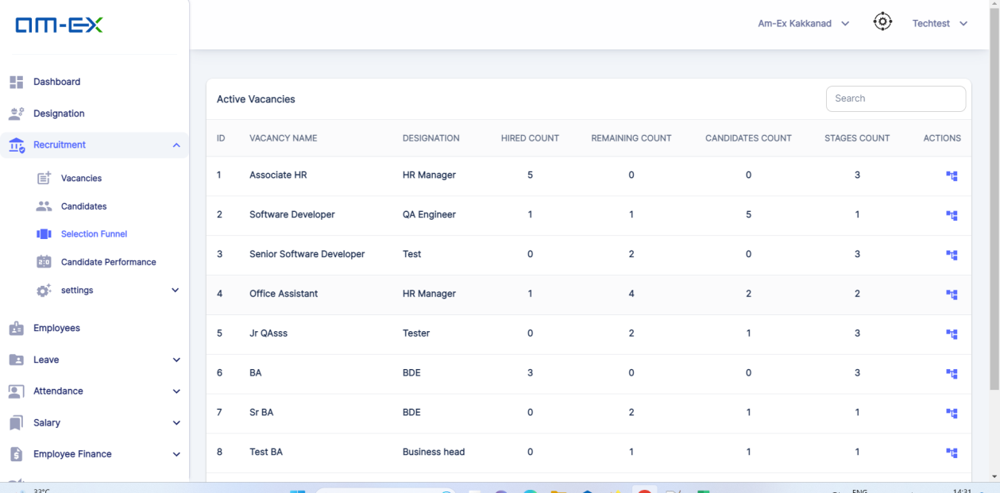 am-ex
Am-Ex Kakkanad
Techtest
Dashboard
Designation
Recruitment
Vacancies
Candidates
Selection Funnel
Candidate Performance
settings
Employees
Leave
Attendance
Salary
Employee Finance
Active Vacancies
Search
ID VACANCY NAME DESIGNATION HIRED COUNT REMAINING COUNT CANDIDATES COUNT STAGES COUNT ACTIONS
1 Associate HR HR Manager 5 0 0 3
2 Software Developer QA Engineer 1 1 5 1
3 Senior Software Developer Test 0 2 0 3
4 Office Assistant HR Manager 1 4 2 2
5 Jr QAsss Tester 0 2 1 3
6 BA BDE 3 0 0 3
7 Sr BA BDE 0 2 1 1
8 Test BA Business head 0 1 1 1
33°C
ENG
14:31